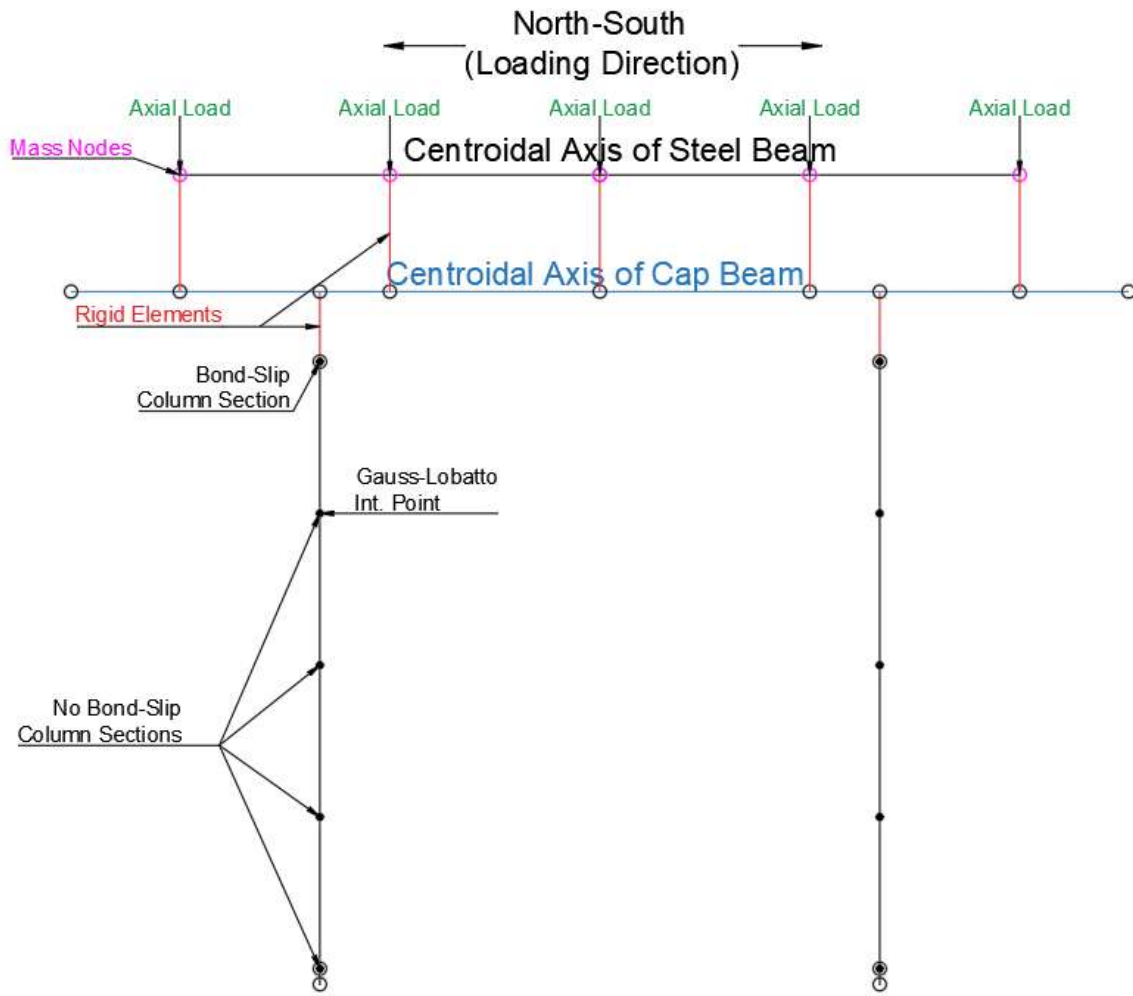 North-South
(Loading Direction)
Axial Load
Axial Load
Axial Load
Axial Load
Axial Load
Mass Nodes
Centroidal Axis of Steel Beam
Centroidal Axis of Cap Beam
Rigid Elements
Bond-Slip
Column Section
Gauss-Lobatto
Int. Point
No Bond-Slip
Column Sections